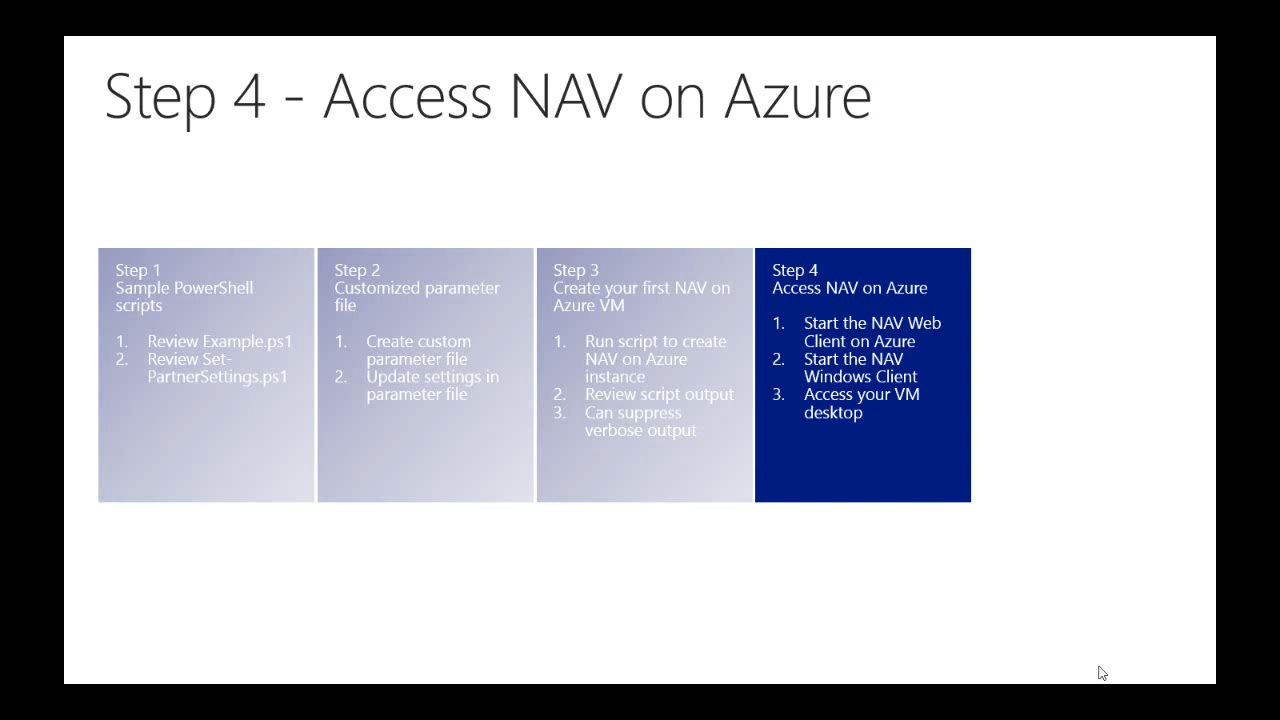 Step 4 - Access NAV on Azure
Step 1
Sample PowerShell
scripts
1. Review Example.ps1
2. Review Set-
PartnerSettings.ps1
Step 2
Customized parameter
file
1. Create custom
parameter file
2. Update settings in
parameter file
Step 3
Create your first NAV on
Azure VM
1. Run script to create
NAV on Azure
instance
2. Review script output
3. Can suppress
verbose output
Step 4
Access NAV on Azure
1. Start the NAV Web
Client on Azure
2. Start the NAV
Windows Client
3. Access your VM
desktop